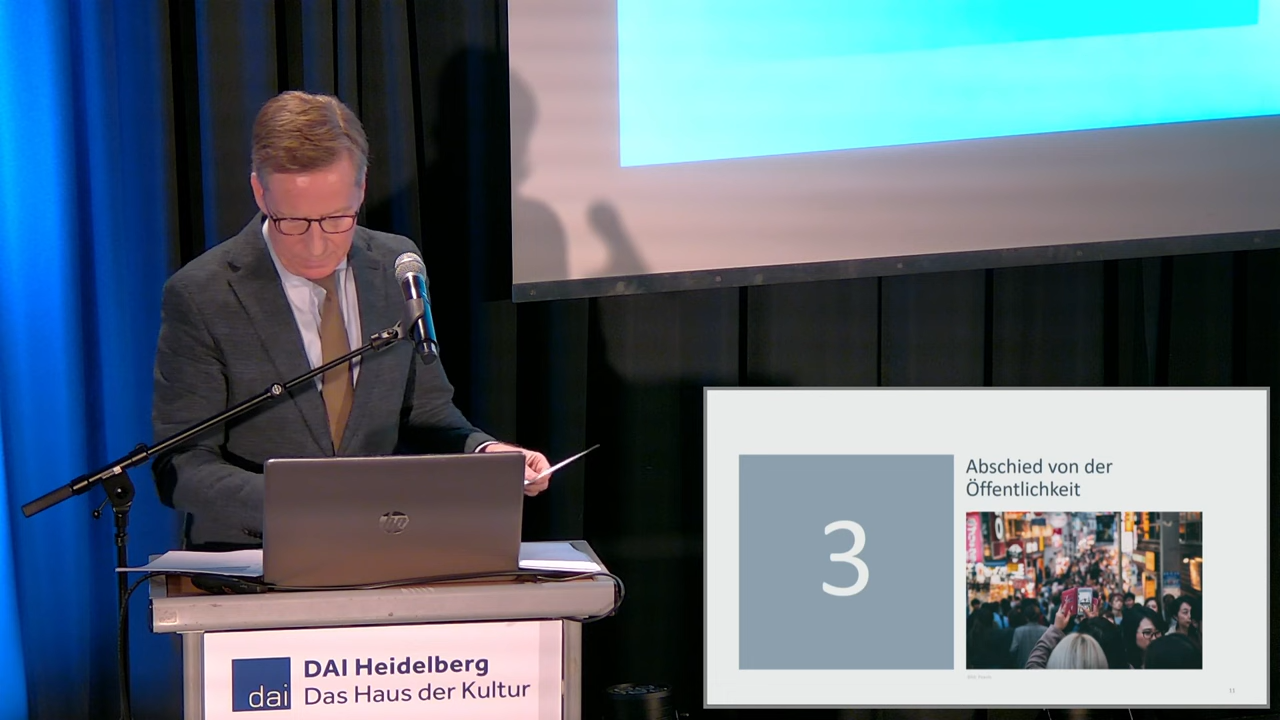 Abschied von der
Öffentlichkeit
3
hp
dai
DAI Heidelberg
Das Haus der Kultur